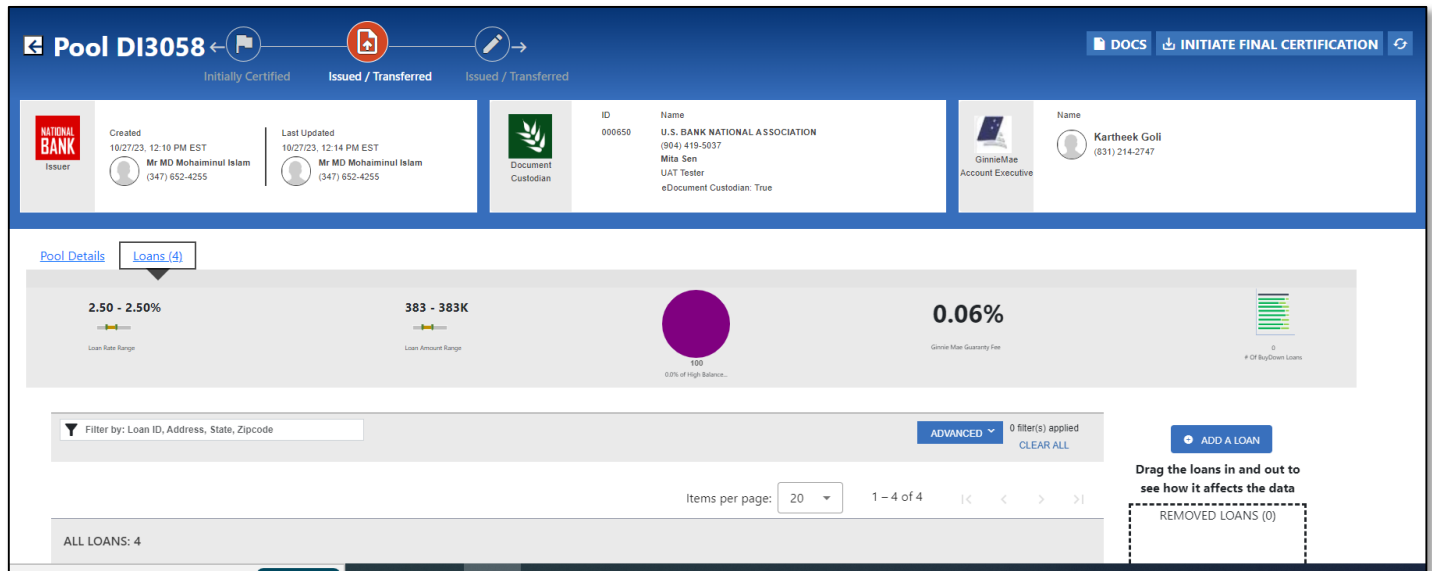 Pool DI3058
DOCS
INITIATE FINAL CERTIFICATION
Initially Certified
Issued / Transferred
Issued / Transferred
NATIONAL
BANK
Issuer
Created
10/27/23, 12:10 PM EST
Mr MD Mohaiminul Islam
(347) 652-4255
Last Updated
10/27/23, 12:14 PM EST
Mr MD Mohaiminul Islam
(347) 652-4255
Document
Custodian
ID
000650
Name
U.S. BANK NATIONAL ASSOCIATION
(904) 419-5037
Mita Sen
UAT Tester
eDocument Custodian: True
GinnieMae
Account Executive
Name
Kartheek Goli
(831) 214-2747
Pool Details
Loans (4)
2.50 - 2.50%
Loan Rate Range
383 - 383K
Loan Amount Range
100
0.0% of High Balance...
0.06%
Ginnie Mae Guaranty Fee
0
# Of BuyDown Loans
Filter by: Loan ID, Address, State, Zipcode
ADVANCED
0 filter(s) applied
CLEAR ALL
ADD A LOAN
Drag the loans in and out to
see how it affects the data
REMOVED LOANS (0)
Items per page: 20
1 – 4 of 4
ALL LOANS: 4